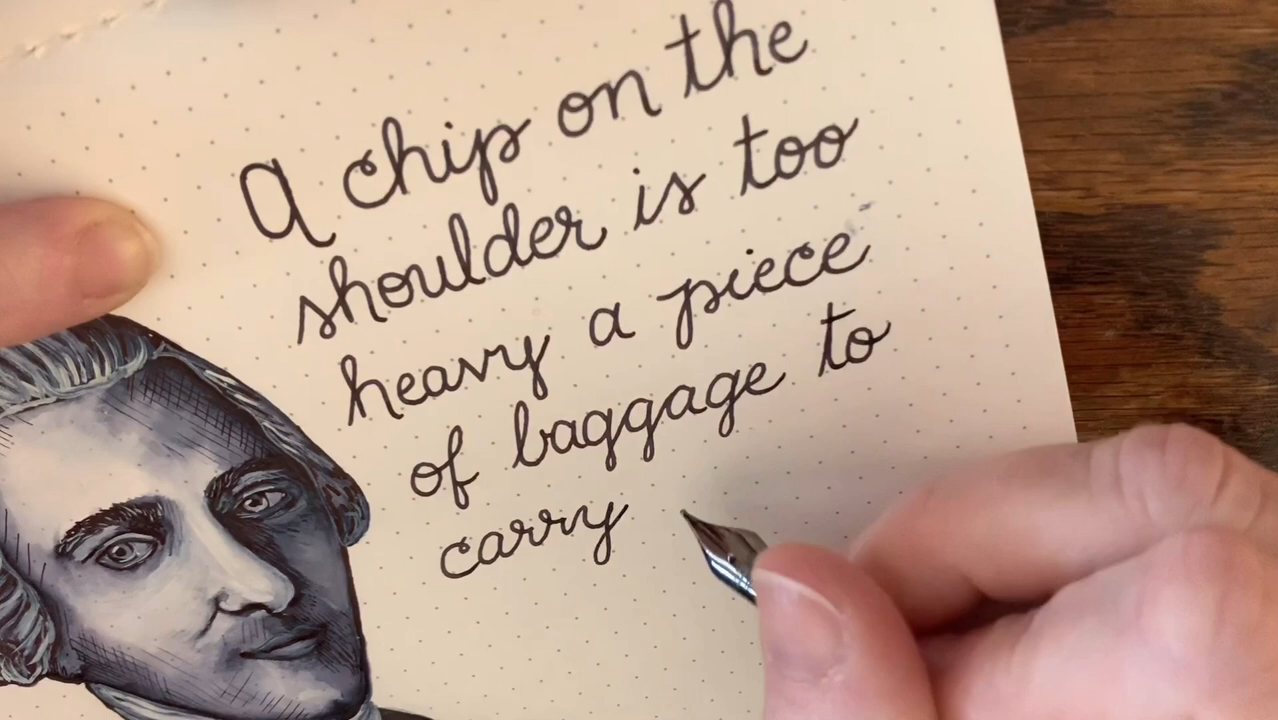 A chip on the
shoulder is too
heavy a piece
of baggage to
carry